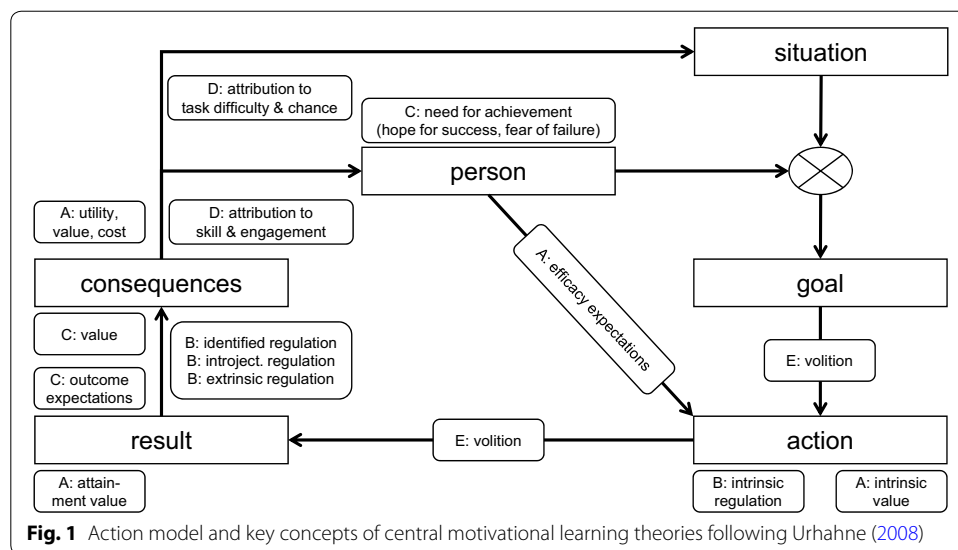 situation
D: attribution to
task difficulty & chance
C: need for achievement
(hope for success, fear of failure)
person
A: utility,
value, cost
D: attribution to
skill & engagement
A: efficacy expectations
consequences
goal
C: value
B: identified regulation
B: introject. regulation
B: extrinsic regulation
E: volition
C: outcome
expectations
result
E: volition
action
A: attain-
ment value
B: intrinsic
regulation
A: intrinsic
value
Fig. 1 Action model and key concepts of central motivational learning theories following Urhahne (2008)